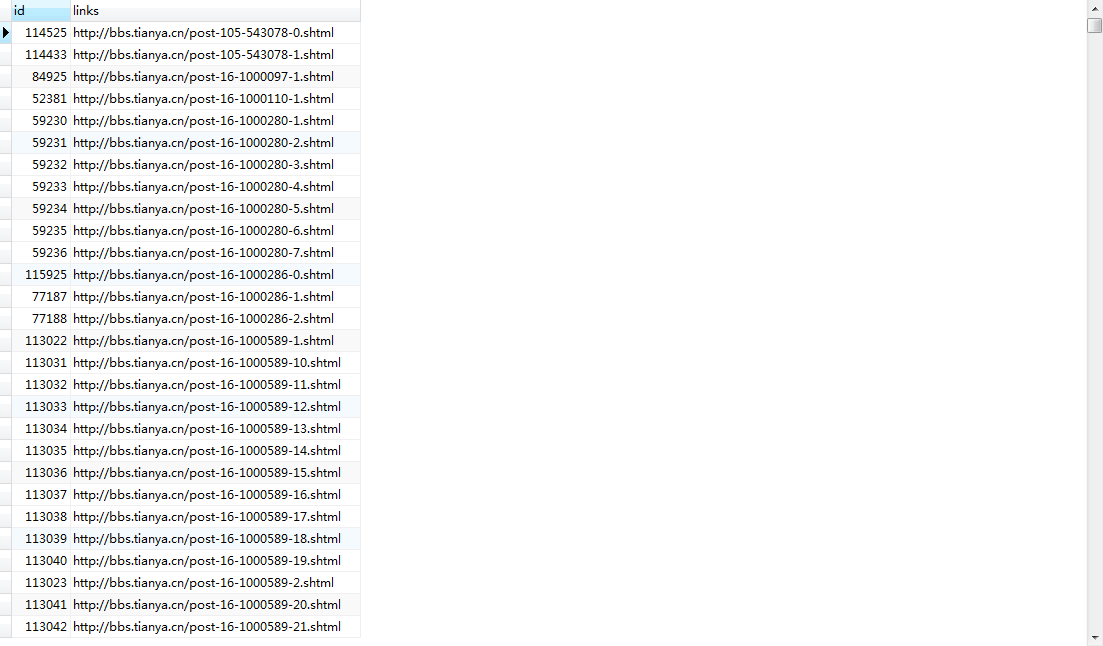 id links
114525 http://bbs.tianya.cn/post-105-543078-0.shtml
114433 http://bbs.tianya.cn/post-105-543078-1.shtml
84925 http://bbs.tianya.cn/post-16-1000097-1.shtml
52381 http://bbs.tianya.cn/post-16-1000110-1.shtml
59230 http://bbs.tianya.cn/post-16-1000280-1.shtml
59231 http://bbs.tianya.cn/post-16-1000280-2.shtml
59232 http://bbs.tianya.cn/post-16-1000280-3.shtml
59233 http://bbs.tianya.cn/post-16-1000280-4.shtml
59234 http://bbs.tianya.cn/post-16-1000280-5.shtml
59235 http://bbs.tianya.cn/post-16-1000280-6.shtml
59236 http://bbs.tianya.cn/post-16-1000280-7.shtml
115925 http://bbs.tianya.cn/post-16-1000286-0.shtml
77187 http://bbs.tianya.cn/post-16-1000286-1.shtml
77188 http://bbs.tianya.cn/post-16-1000286-2.shtml
113022 http://bbs.tianya.cn/post-16-1000589-1.shtml
113031 http://bbs.tianya.cn/post-16-1000589-10.shtml
113032 http://bbs.tianya.cn/post-16-1000589-11.shtml
113033 http://bbs.tianya.cn/post-16-1000589-12.shtml
113034 http://bbs.tianya.cn/post-16-1000589-13.shtml
113035 http://bbs.tianya.cn/post-16-1000589-14.shtml
113036 http://bbs.tianya.cn/post-16-1000589-15.shtml
113037 http://bbs.tianya.cn/post-16-1000589-16.shtml
113038 http://bbs.tianya.cn/post-16-1000589-17.shtml
113039 http://bbs.tianya.cn/post-16-1000589-18.shtml
113040 http://bbs.tianya.cn/post-16-1000589-19.shtml
113023 http://bbs.tianya.cn/post-16-1000589-2.shtml
113041 http://bbs.tianya.cn/post-16-1000589-20.shtml
113042 http://bbs.tianya.cn/post-16-1000589-21.shtml